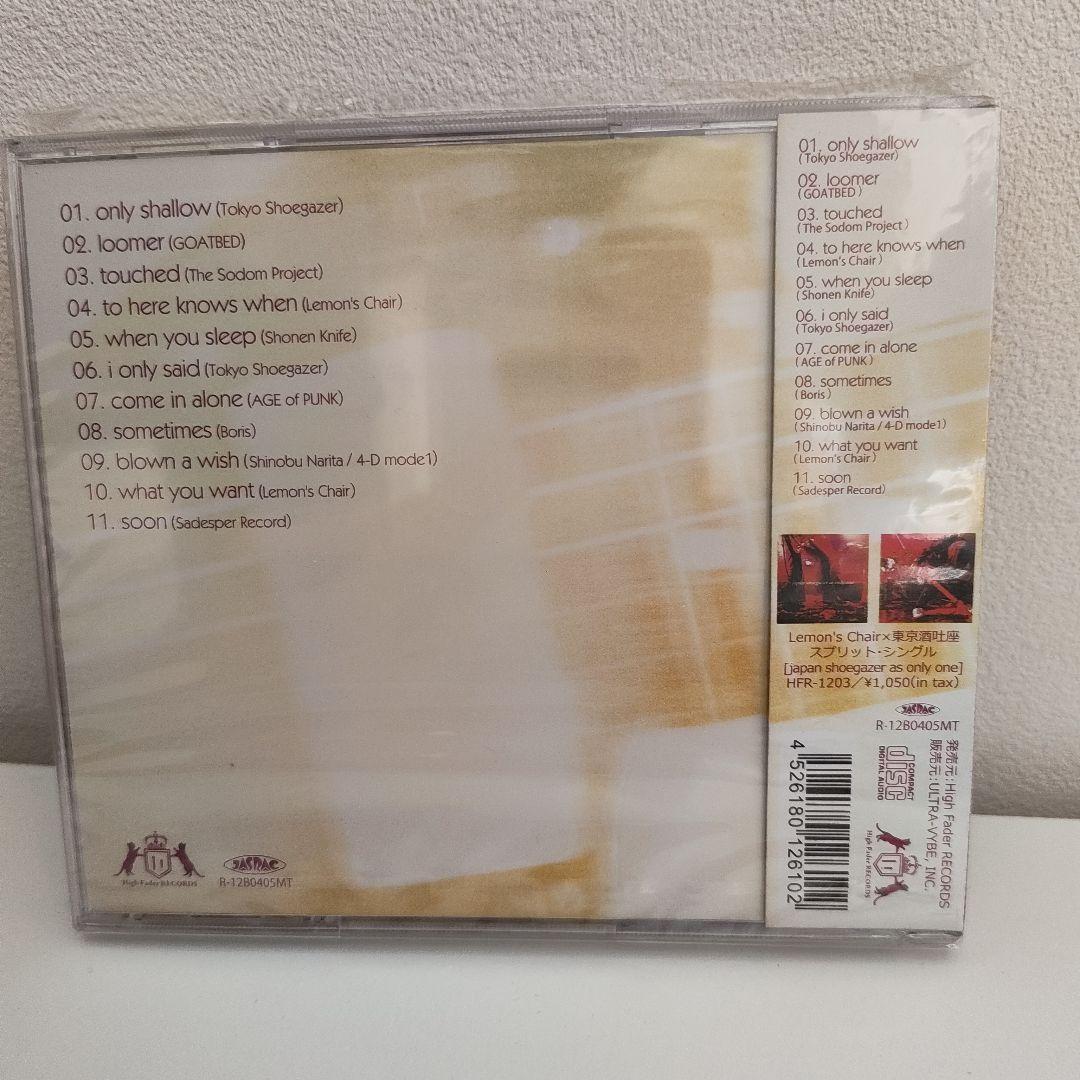 01. only shallow (Tokyo Shoegazer)
02. loomer (GOATBED)
03. touched (The Sodom Project)
04. to here knows when (Lemon's Chair)
05. when you sleep (Shonen Knife)
06. i only said (Tokyo Shoegazer)
07. come in alone (AGE of PUNK)
08. sometimes (Boris)
09. blown a wish (Shinobu Narita / 4-D mode1)
10. what you want (Lemon's Chair)
11. soon (Sadesper Record)
High Fader RECORDS
JASRAC
R-12B0405MT
01. only shallow
(Tokyo Shoegazer)
02. loomer
(GOATBED)
03. touched
(The Sodom Project)
04. to here knows when
(Lemon's Chair)
05. when you sleep
(Shonen Knife)
06. i only said
(Tokyo Shoegazer)
07. come in alone
(AGE of PUNK)
08. sometimes
(Boris)
09. blown a wish
(Shinobu Narita / 4-D mode1)
10. what you want
(Lemon's Chair)
11. soon
(Sadesper Record)
Lemon's Chair×東京酒吐座
スプリット・シングル
[japan shoegazer as only one]
HFR-1203／¥1,050(in tax)
JASRAC
R-12B0405MT
発売元:High Fader RECORDS
販売元:ULTRA-VYBE, INC.
COMPACT
disc
DIGITAL AUDIO
High Fader RECORDS
4 526180 126102